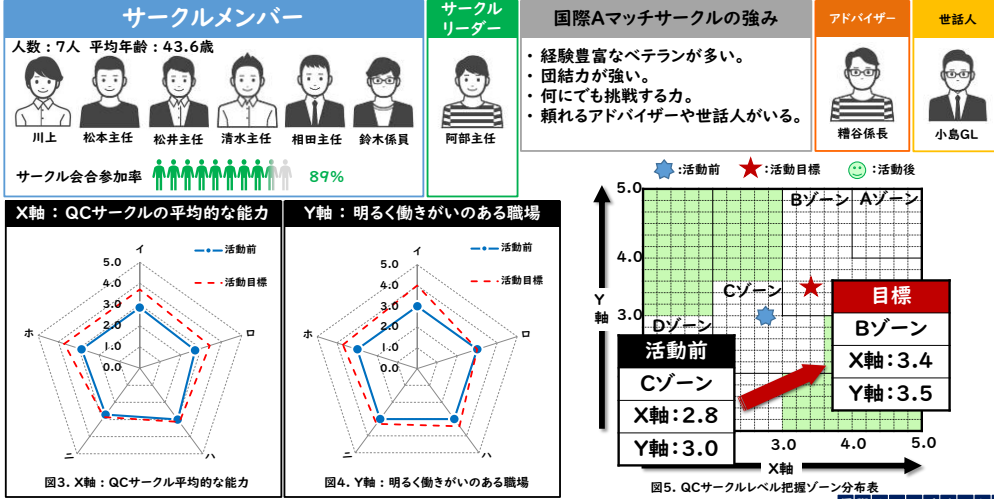 サークルメンバー
人数：7人 平均年齢：43.6歳
川上
松本主任
松井主任
清水主任
相田主任
鈴木係員
サークル会合参加率
89%
サークル
リーダー
阿部主任
国際Aマッチサークルの強み
・ 経験豊富なベテランが多い。
・ 団結力が強い。
・ 何にでも挑戦する力。
・ 頼れるアドバイザーや世話人がいる。
アドバイザー
糟谷係長
世話人
小島GL
X軸：QCサークルの平均的な能力
イ
ロ
ハ
ニ
ホ
5.0
4.0
3.0
2.0
1.0
0.0
活動前
活動目標
図3. X軸：QCサークル平均的な能力
Y軸：明るく働きがいのある職場
イ
ロ
ハ
ニ
ホ
5.0
4.0
3.0
2.0
1.0
0.0
活動前
活動目標
図4. Y軸：明るく働きがいのある職場
:活動前
:活動目標
:活動後
5.0
4.0
3.0
Y
軸
Bゾーン
Aゾーン
Cゾーン
Dゾーン
活動前
Cゾーン
X軸:2.8
Y軸:3.0
目標
Bゾーン
X軸:3.4
Y軸:3.5
3.0
4.0
5.0
X軸
図5. QCサークルレベル把握ゾーン分布表